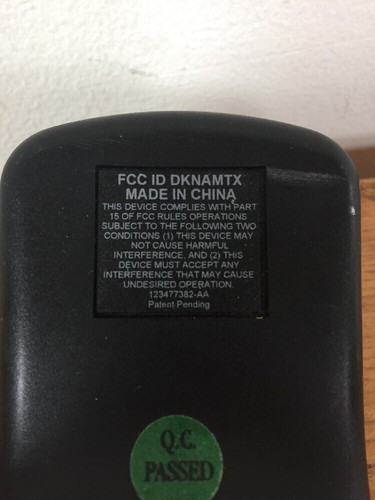 FCC ID DKNAMTX
MADE IN CHINA
THIS DEVICE COMPLIES WITH PART
15 OF FCC RULES OPERATIONS
SUBJECT TO THE FOLLOWING TWO
CONDITIONS (1) THIS DEVICE MAY
NOT CAUSE HARMFUL
INTERFERENCE, AND (2) THIS
DEVICE MUST ACCEPT ANY
INTERFERENCE THAT MAY CAUSE
UNDESIRED OPERATION.
123477382-AA
Patent Pending
Q.C.
PASSED